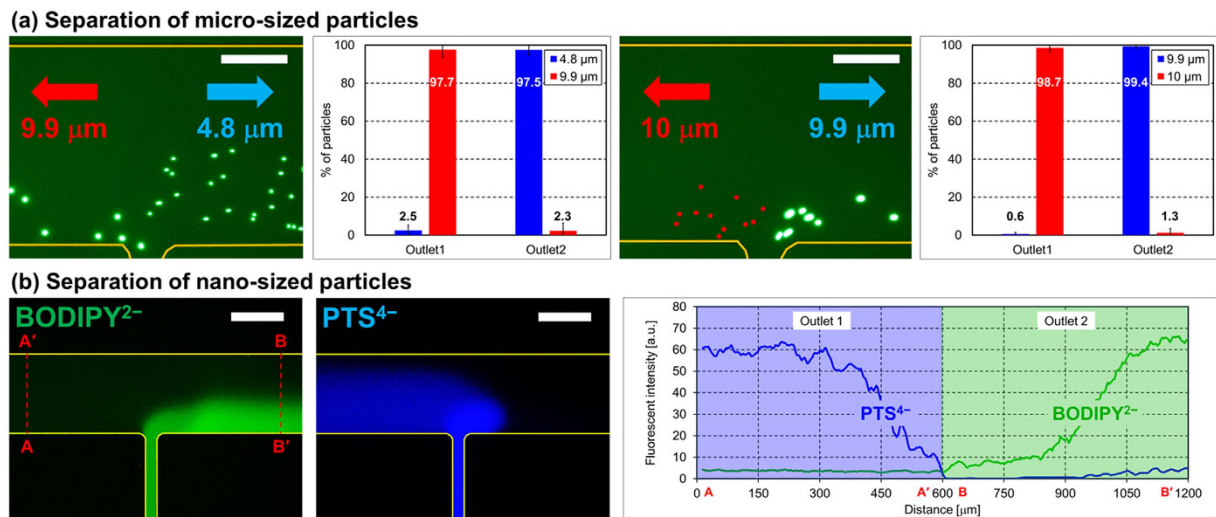 (a) Separation of micro-sized particles
9.9 μm
4.8 μm
% of particles
100
80
60
40
20
0
4.8 μm
9.9 μm
97.7
97.5
2.5
2.3
Outlet1
Outlet2
10 μm
9.9 μm
% of particles
100
80
60
40
20
0
9.9 μm
10 μm
98.7
99.4
0.6
1.3
Outlet1
Outlet2
(b) Separation of nano-sized particles
BODIPY²⁻
A′
B
A
B′
PTS⁴⁻
Fluorescent intensity [a.u.]
80
70
60
50
40
30
20
10
0
Outlet 1
Outlet 2
PTS⁴⁻
BODIPY²⁻
0 150 300 450 600 750 900 1050 1200
A A′ B B′
Distance [μm]